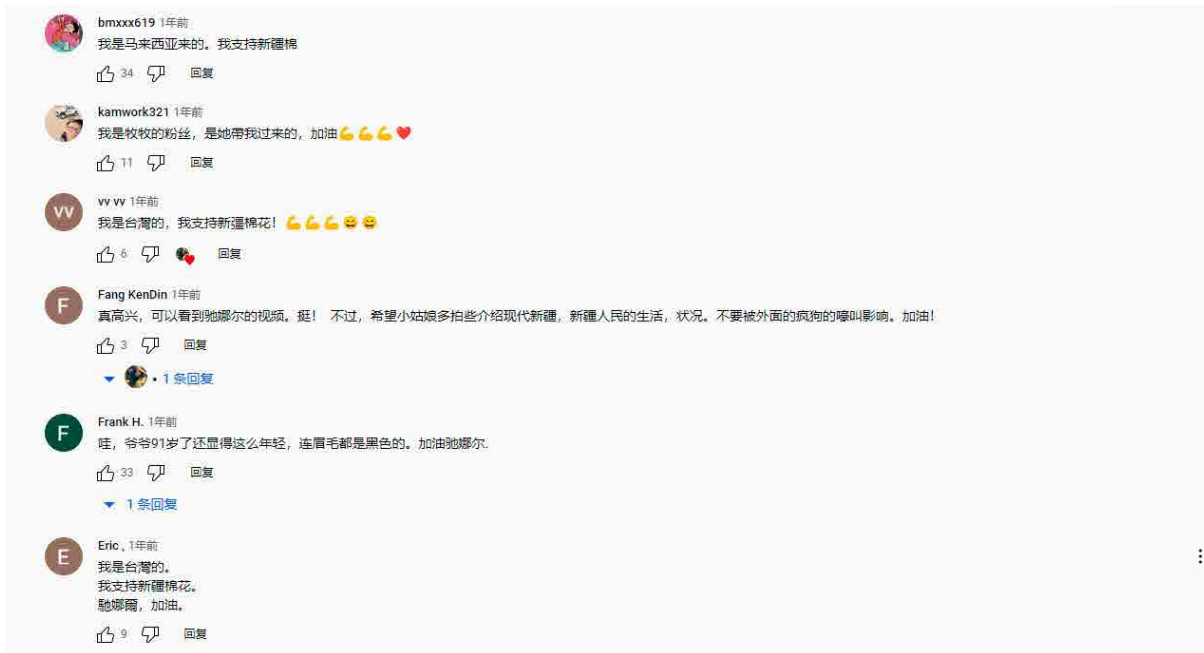 bmxxx619 1年前
我是马来西亚来的。我支持新疆棉
34 回复
kamwork321 1年前
我是牧牧的粉丝，是她帶我过来的，加油💪💪💪❤️
11 回复
VV
vv vv 1年前
我是台灣的，我支持新疆棉花！💪💪💪😄😄
6 回复
F
Fang KenDin 1年前
真高兴，可以看到驰娜尔的视频。挺！ 不过，希望小姑娘多拍些介绍现代新疆，新疆人民的生活，状况。不要被外面的疯狗的嚎叫影响。加油！
3 回复
• 1 条回复
F
Frank H. 1年前
哇，爷爷91岁了还显得这么年轻，连眉毛都是黑色的。加油驰娜尔.
33 回复
1 条回复
E
Eric , 1年前
我是台灣的。
我支持新疆棉花。
馳娜爾，加油。
9 回复